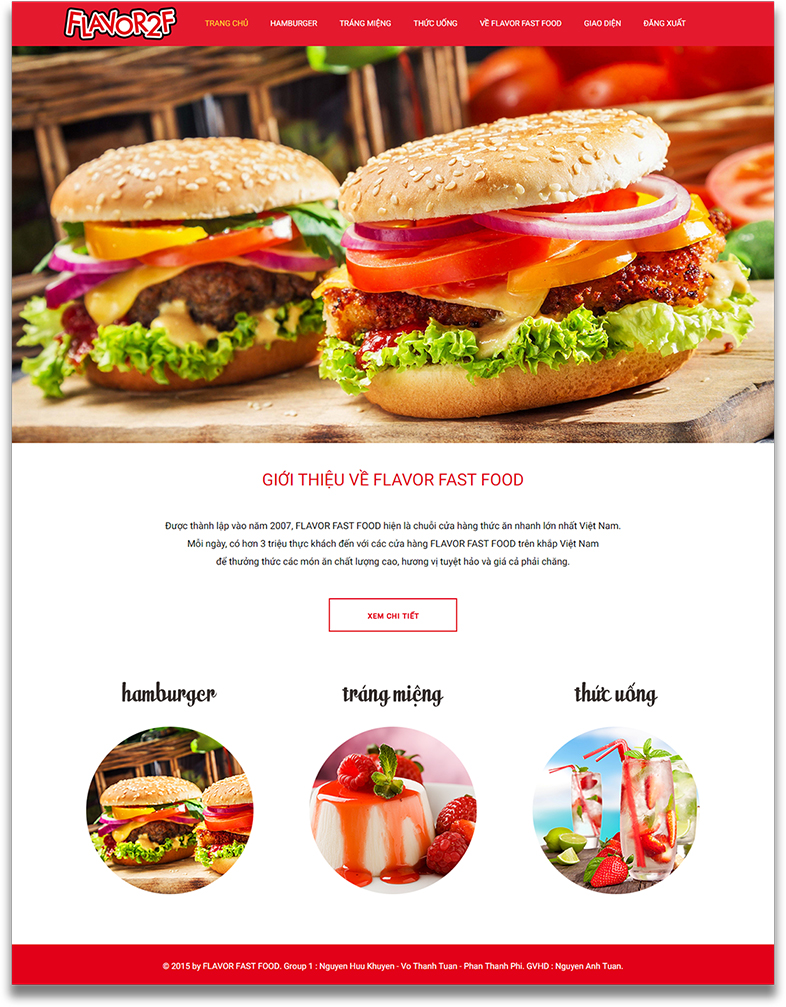 FLAVOR2F
TRANG CHỦ HAMBURGER TRÁNG MIỆNG THỨC UỐNG VỀ FLAVOR FAST FOOD GIAO DIỆN ĐĂNG XUẤT
GIỚI THIỆU VỀ FLAVOR FAST FOOD
Được thành lập vào năm 2007, FLAVOR FAST FOOD hiện là chuỗi cửa hàng thức ăn nhanh lớn nhất Việt Nam.
Mỗi ngày, có hơn 3 triệu thực khách đến với các cửa hàng FLAVOR FAST FOOD trên khắp Việt Nam
để thưởng thức các món ăn chất lượng cao, hương vị tuyệt hảo và giá cả phải chăng.
XEM CHI TIẾT
hamburger tráng miệng thức uống
© 2015 by FLAVOR FAST FOOD. Group 1 : Nguyen Huu Khuyen - Vo Thanh Tuan - Phan Thanh Phi. GVHD : Nguyen Anh Tuan.